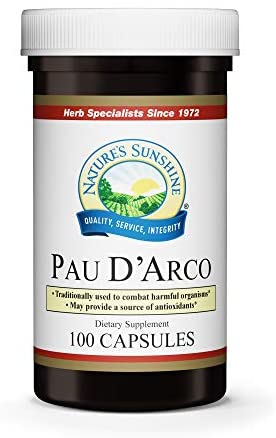 Herb Specialists Since 1972
NATURE'S SUNSHINE
®
QUALITY, SERVICE, INTEGRITY
PAU D'ARCO
• Traditionally used to combat harmful organisms*
• May provide a source of antioxidants*
Dietary Supplement
100 CAPSULES